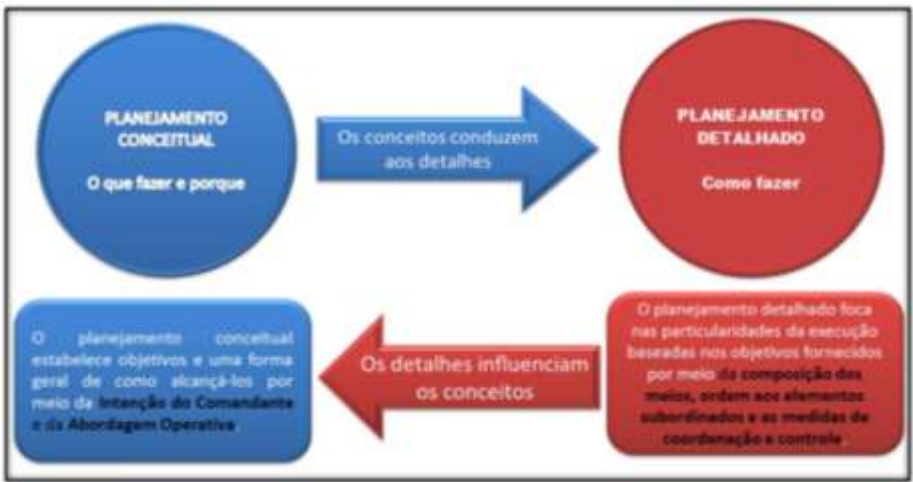 PLANEJAMENTO
CONCEITUAL
O que fazer e porque
Os conceitos conduzem
aos detalhes
PLANEJAMENTO
DETALHADO
Como fazer
O planejamento conceitual
estabelece objetivos e uma forma
geral de como alcançá-los por
meio da Intenção do Comandante
e da Abordagem Operativa.
Os detalhes influenciam
os conceitos
O planejamento detalhado foca
nas particularidades da execução
baseadas nos objetivos fornecidos
por meio da composição dos
meios, ordem aos elementos
subordinados e as medidas de
coordenação e controle.